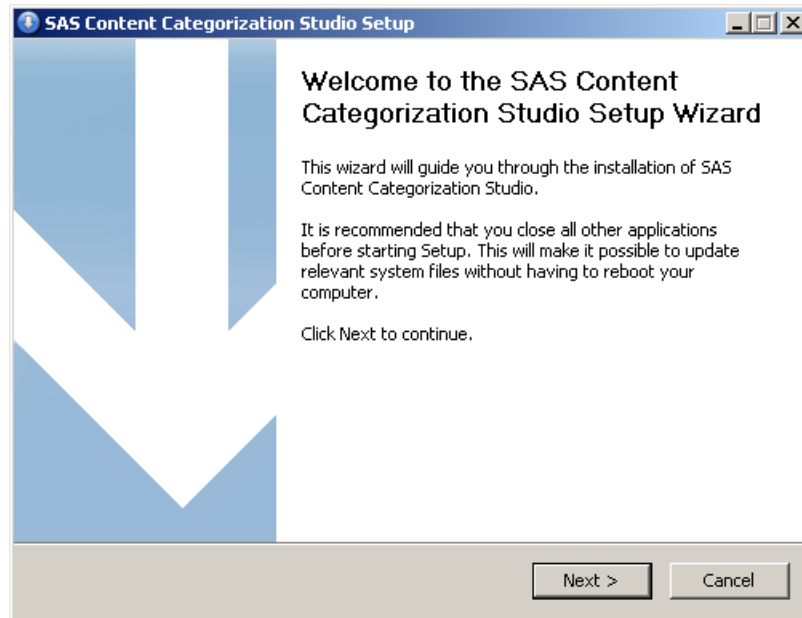 SAS Content Categorization Studio Setup
Welcome to the SAS Content
Categorization Studio Setup Wizard
This wizard will guide you through the installation of SAS
Content Categorization Studio.
It is recommended that you close all other applications
before starting Setup. This will make it possible to update
relevant system files without having to reboot your
computer.
Click Next to continue.
Next >
Cancel